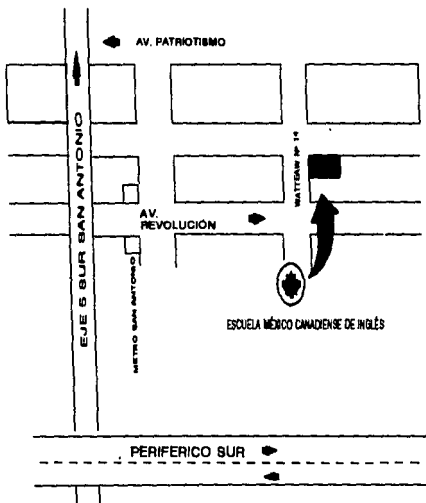 AV. PATRIOTISMO
EJE 5 SUR SAN ANTONIO
WATTEAW Nº 14
AV.
REVOLUCIÓN
METRO SAN ANTONIO
ESCUELA MÉXICO CANADIENSE DE INGLÉS
PERIFERICO SUR